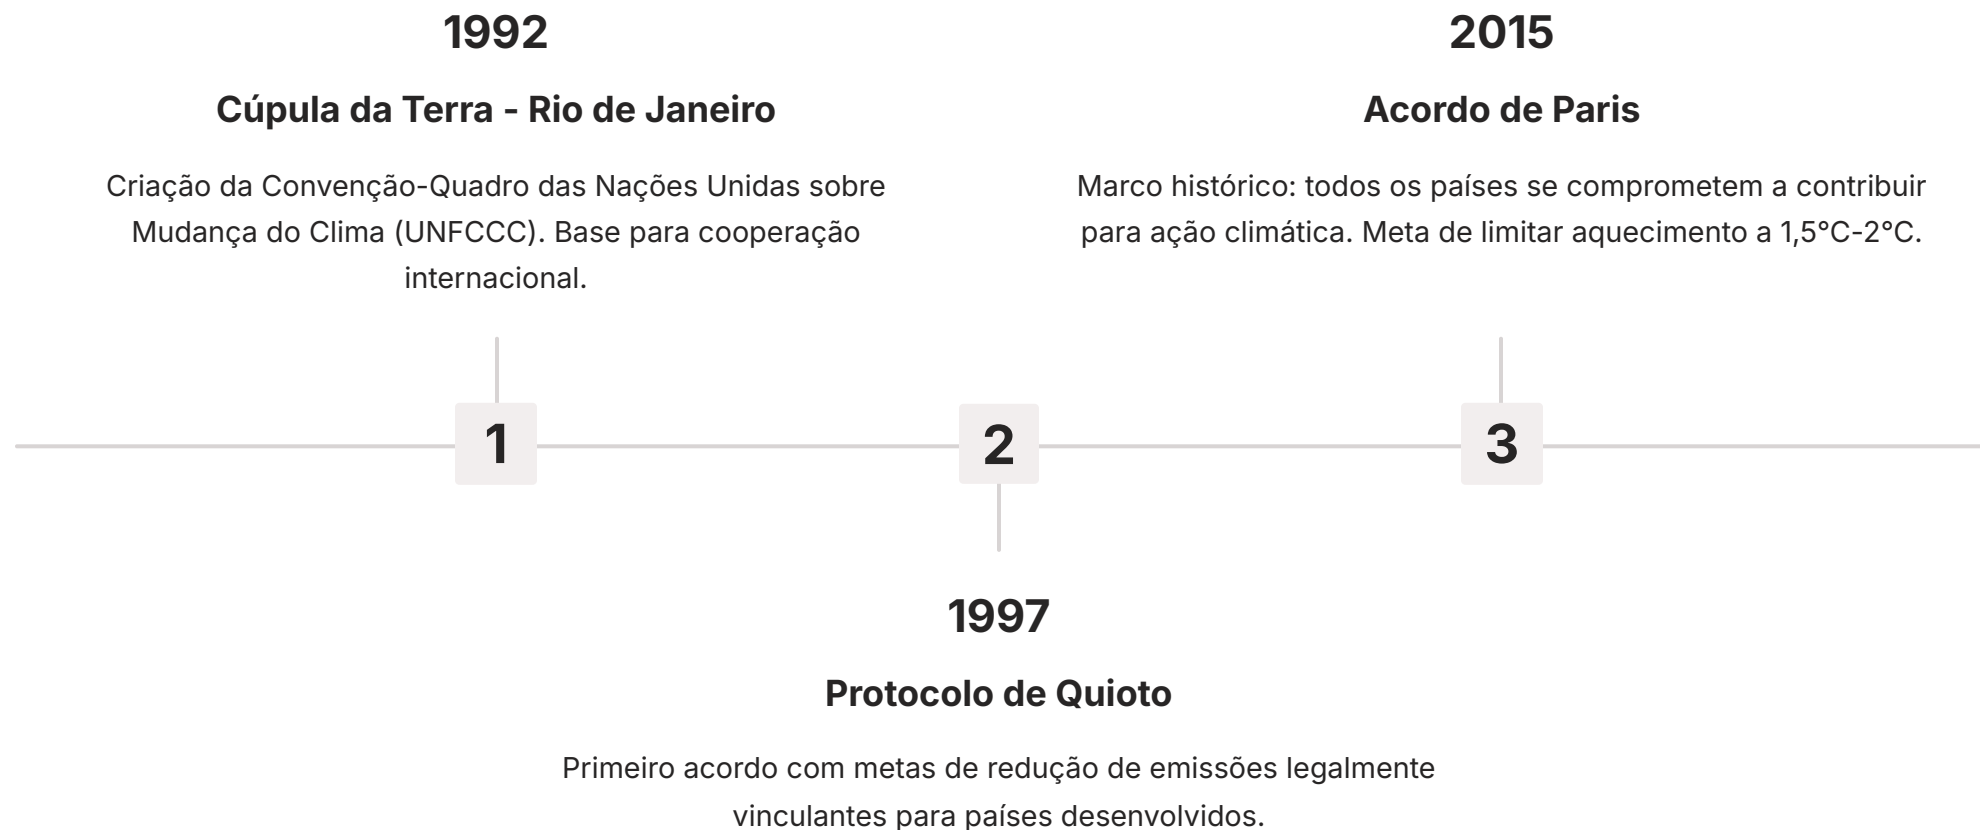 1992
Cúpula da Terra - Rio de Janeiro
Criação da Convenção-Quadro das Nações Unidas sobre
Mudança do Clima (UNFCCC). Base para cooperação
internacional.
2015
Acordo de Paris
Marco histórico: todos os países se comprometem a contribuir
para ação climática. Meta de limitar aquecimento a 1,5°C-2°C.
1
2
3
1997
Protocolo de Quioto
Primeiro acordo com metas de redução de emissões legalmente
vinculantes para países desenvolvidos.